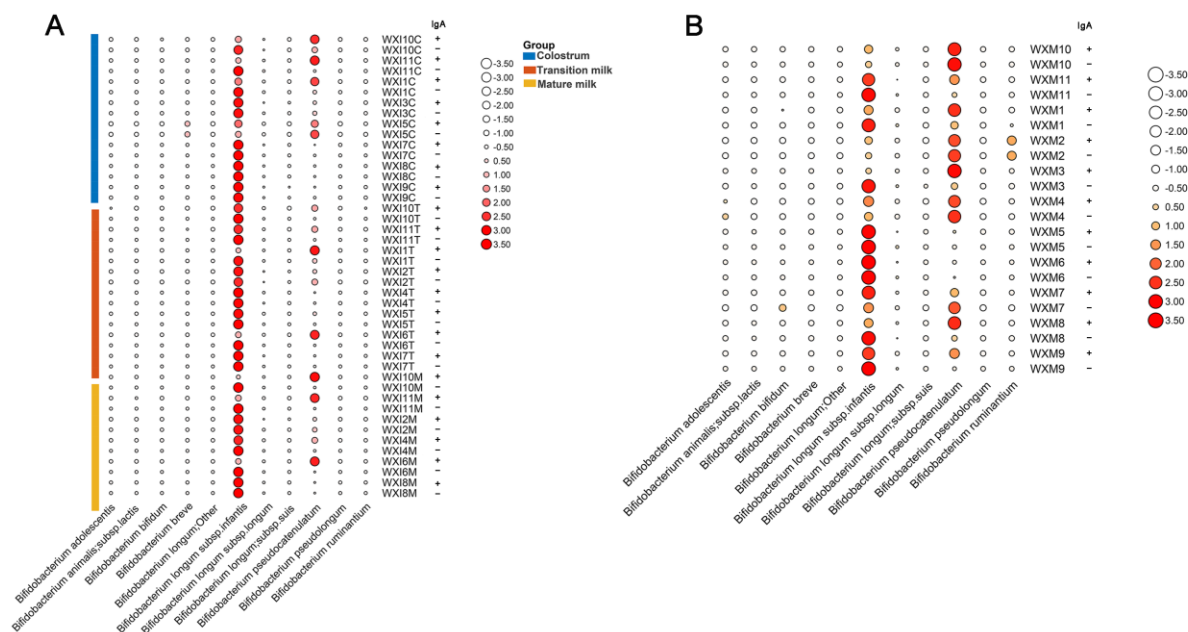 A
IgA
WXI10C +
WXI10C −
WXI11C +
WXI11C −
WXI1C +
WXI1C −
WXI3C +
WXI3C −
WXI5C +
WXI5C −
WXI7C +
WXI7C −
WXI8C +
WXI8C −
WXI9C +
WXI9C −
WXI10T +
WXI10T −
WXI11T +
WXI11T −
WXI1T +
WXI1T −
WXI2T +
WXI2T −
WXI4T +
WXI4T −
WXI5T +
WXI5T −
WXI6T +
WXI6T −
WXI7T +
WXI7T −
WXI10M +
WXI10M −
WXI11M +
WXI11M −
WXI2M +
WXI2M −
WXI4M +
WXI4M −
WXI6M +
WXI6M −
WXI8M +
WXI8M −
Bifidobacterium adolescentis
Bifidobacterium animalis;subsp.lactis
Bifidobacterium bifidum
Bifidobacterium breve
Bifidobacterium longum;Other
Bifidobacterium longum subsp.infantis
Bifidobacterium longum subsp.longum
Bifidobacterium longum;subsp.suis
Bifidobacterium pseudocatenulatum
Bifidobacterium pseudolongum
Bifidobacterium ruminantium
Group
Colostrum
Transition milk
Mature milk
-3.50
-3.00
-2.50
-2.00
-1.50
-1.00
-0.50
0.50
1.00
1.50
2.00
2.50
3.00
3.50
B
IgA
WXM10 +
WXM10 −
WXM11 +
WXM11 −
WXM1 +
WXM1 −
WXM2 +
WXM2 −
WXM3 +
WXM3 −
WXM4 +
WXM4 −
WXM5 +
WXM5 −
WXM6 +
WXM6 −
WXM7 +
WXM7 −
WXM8 +
WXM8 −
WXM9 +
WXM9 −
Bifidobacterium adolescentis
Bifidobacterium animalis;subsp.lactis
Bifidobacterium bifidum
Bifidobacterium breve
Bifidobacterium longum;Other
Bifidobacterium longum subsp.infantis
Bifidobacterium longum subsp.longum
Bifidobacterium longum;subsp.suis
Bifidobacterium pseudocatenulatum
Bifidobacterium pseudolongum
Bifidobacterium ruminantium
-3.50
-3.00
-2.50
-2.00
-1.50
-1.00
-0.50
0.50
1.00
1.50
2.00
2.50
3.00
3.50